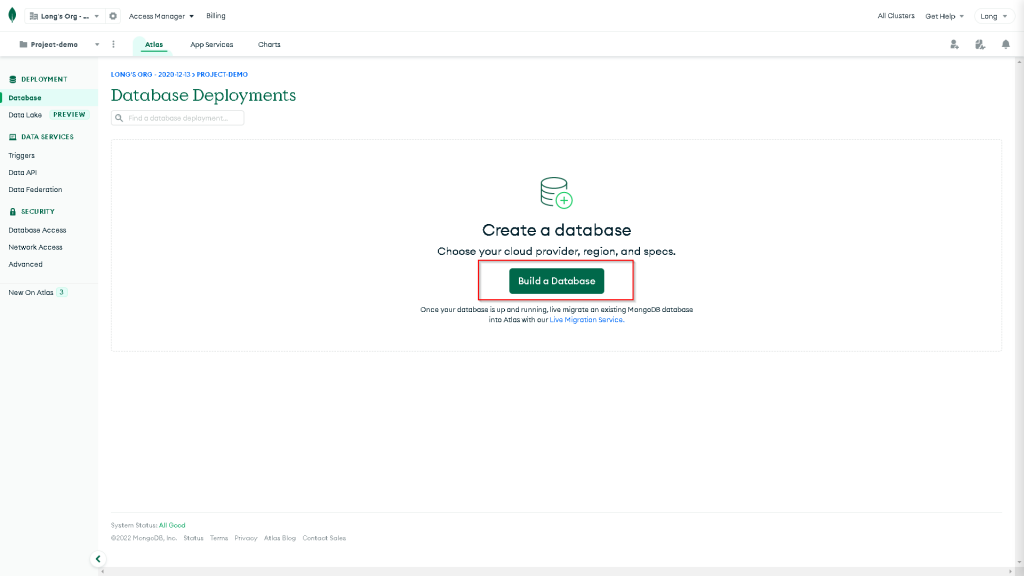 Long's Org - ...
Access Manager
Billing
All Clusters
Get Help
Long
Project-demo
Atlas
App Services
Charts
DEPLOYMENT
Database
Data Lake PREVIEW
DATA SERVICES
Triggers
Data API
Data Federation
SECURITY
Database Access
Network Access
Advanced
New On Atlas 3
LONG'S ORG - 2020-12-13 > PROJECT-DEMO
Database Deployments
Find a database deployment...
Create a database
Choose your cloud provider, region, and specs.
Build a Database
Once your database is up and running, live migrate an existing MongoDB database
into Atlas with our Live Migration Service.
System Status: All Good
©2022 MongoDB, Inc. Status Terms Privacy Atlas Blog Contact Sales